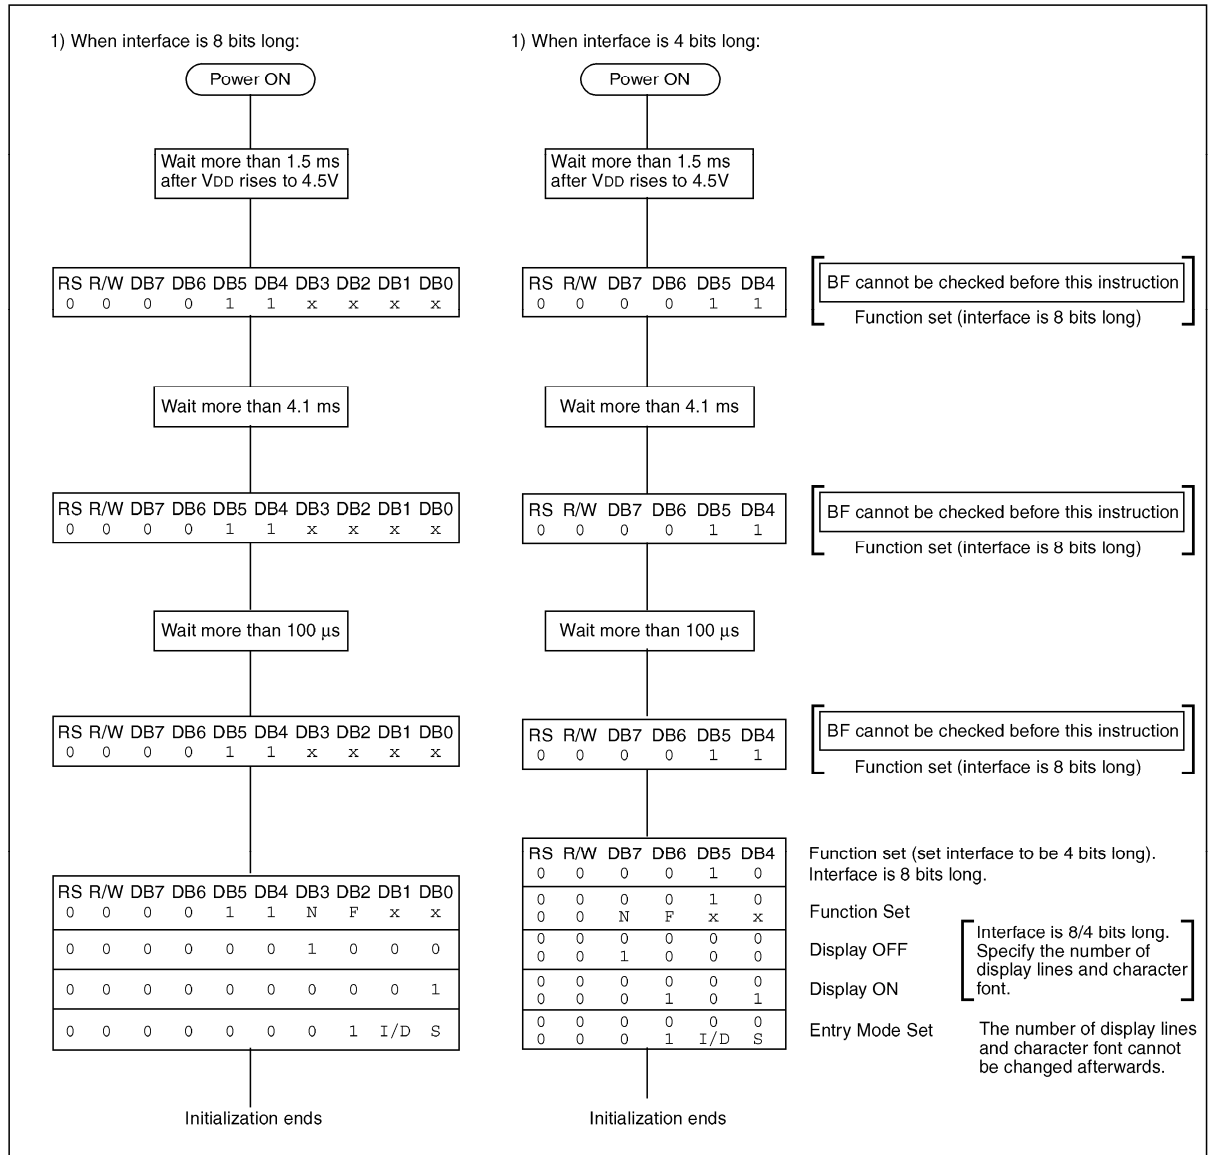 1) When interface is 8 bits long:
Power ON
Wait more than 1.5 ms
after VDD rises to 4.5V
RS R/W DB7 DB6 DB5 DB4 DB3 DB2 DB1 DB0
0 0 0 0 1 1 x x x x
Wait more than 4.1 ms
RS R/W DB7 DB6 DB5 DB4 DB3 DB2 DB1 DB0
0 0 0 0 1 1 x x x x
Wait more than 100 µs
RS R/W DB7 DB6 DB5 DB4 DB3 DB2 DB1 DB0
0 0 0 0 1 1 x x x x
RS R/W DB7 DB6 DB5 DB4 DB3 DB2 DB1 DB0
0 0 0 0 1 1 N F x x
0 0 0 0 0 0 1 0 0 0
0 0 0 0 0 0 0 0 0 1
0 0 0 0 0 0 0 1 I/D S
Initialization ends
1) When interface is 4 bits long:
Power ON
Wait more than 1.5 ms
after VDD rises to 4.5V
RS R/W DB7 DB6 DB5 DB4
0 0 0 0 1 1
BF cannot be checked before this instruction
Function set (interface is 8 bits long)
Wait more than 4.1 ms
RS R/W DB7 DB6 DB5 DB4
0 0 0 0 1 1
BF cannot be checked before this instruction
Function set (interface is 8 bits long)
Wait more than 100 µs
RS R/W DB7 DB6 DB5 DB4
0 0 0 0 1 1
BF cannot be checked before this instruction
Function set (interface is 8 bits long)
RS R/W DB7 DB6 DB5 DB4
0 0 0 0 1 0
Function set (set interface to be 4 bits long).
Interface is 8 bits long.
0 0 0 0 1 0
0 0 N F x x
Function Set
0 0 0 0 0 0
0 0 1 0 0 0
Display OFF
0 0 0 0 0 0
0 0 0 1 0 1
Display ON
0 0 0 0 0 0
0 0 0 1 I/D S
Entry Mode Set
Interface is 8/4 bits long.
Specify the number of
display lines and character
font.
The number of display lines
and character font cannot
be changed afterwards.
Initialization ends